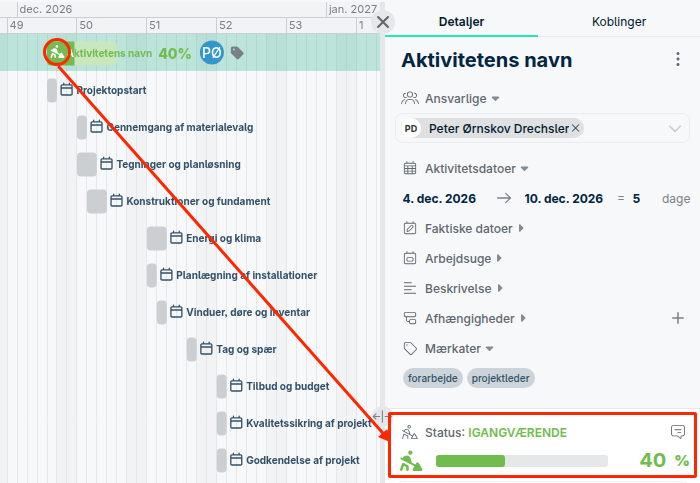 dec. 2026
jan. 2027
49
50
51
52
53
1
Aktivitetens navn 40% PØ
Projektopstart
Gennemgang af materialevalg
Tegninger og planløsning
Konstruktioner og fundament
Energi og klima
Planlægning af installationer
Vinduer, døre og inventar
Tag og spær
Tilbud og budget
Kvalitetssikring af projekt
Godkendelse af projekt
Detaljer
Koblinger
Aktivitetens navn
Ansvarlige
PD Peter Ørnskov Drechsler
Aktivitetsdatoer
4. dec. 2026 → 10. dec. 2026 = 5 dage
Faktiske datoer
Arbejdsuge
Beskrivelse
Afhængigheder
Mærkater
forarbejde projektleder
Status: IGANGVÆRENDE
40 %